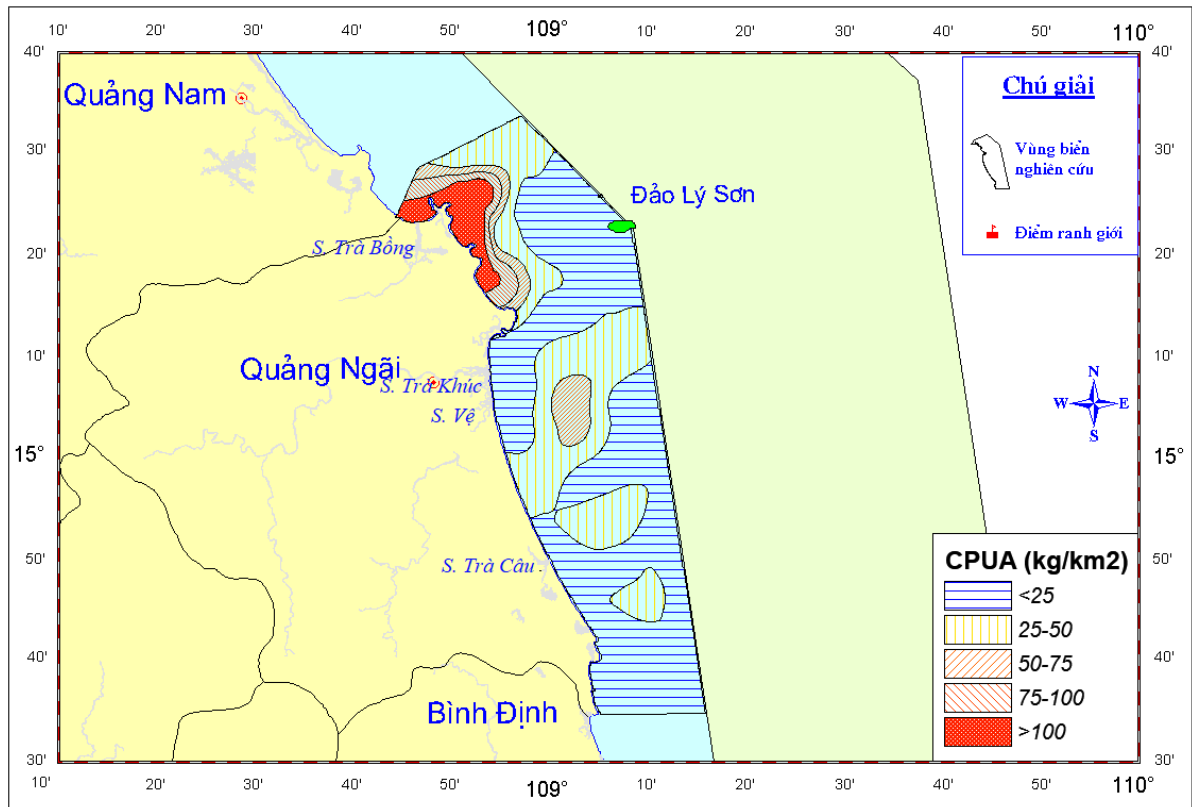 10' 20' 30' 40' 50' 109° 10' 20' 30' 40' 50' 110°
40' 40'
Quảng Nam
Chú giải
30' 30'
Vùng biển
nghiên cứu
Đảo Lý Sơn
Điểm ranh giới
S. Trà Bồng
20' 20'
10' 10'
Quảng Ngãi
S. Trà Khúc
N
W E
S
S. Vệ
15° 15°
50' 50'
S. Trà Câu
CPUA (kg/km2)
<25
25-50
50-75
75-100
>100
40' 40'
Bình Định
30' 30'
10' 20' 30' 40' 50' 109° 10' 20' 30' 40' 50' 110°